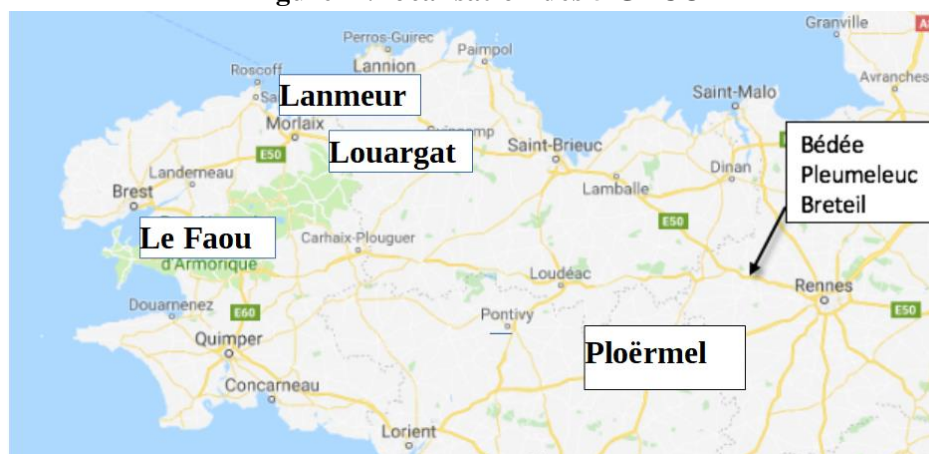 Granville
Perros-Guirec
Paimpol
Lannion
Roscoff
Avranches
Lanmeur
Saint-Malo
Morlaix
Louargat
Saint-Brieuc
Bédée
Pleumeleuc
Breteil
E50
Landerneau
Dinan
Lamballe
Brest
E50
Le Faou
Carhaix-Plouguer
d'Armorique
Loudéac
Rennes
Douarnenez
E60
Pontivy
E50
Quimper
Ploërmel
Concarneau
Lorient